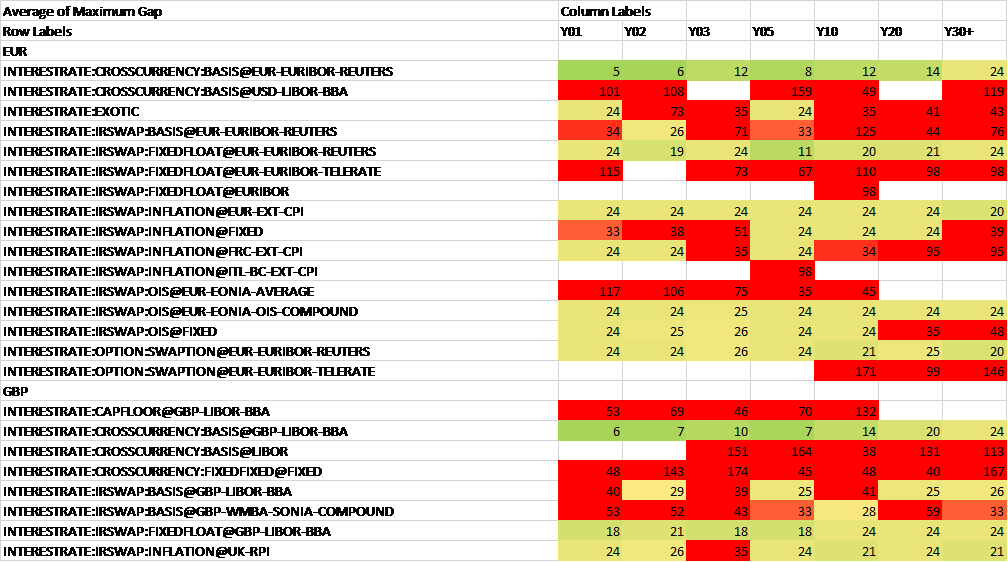 Average of Maximum Gap Column Labels
Row Labels Y01 Y02 Y03 Y05 Y10 Y20 Y30+
EUR
INTERESTRATE:CROSSCURRENCY:BASIS@EUR-EURIBOR-REUTERS 5 6 12 8 12 14 24
INTERESTRATE:CROSSCURRENCY:BASIS@USD-LIBOR-BBA 101 108 159 49 119
INTERESTRATE:EXOTIC 24 73 35 24 35 41 43
INTERESTRATE:IRSWAP:BASIS@EUR-EURIBOR-REUTERS 34 26 71 33 125 44 76
INTERESTRATE:IRSWAP:FIXEDFLOAT@EUR-EURIBOR-REUTERS 24 19 24 11 20 21 24
INTERESTRATE:IRSWAP:FIXEDFLOAT@EUR-EURIBOR-TELERATE 115 73 67 110 98 98
INTERESTRATE:IRSWAP:FIXEDFLOAT@EURIBOR 98
INTERESTRATE:IRSWAP:INFLATION@EUR-EXT-CPI 24 24 24 24 24 24 20
INTERESTRATE:IRSWAP:INFLATION@FIXED 33 38 51 24 24 24 39
INTERESTRATE:IRSWAP:INFLATION@FRC-EXT-CPI 24 24 35 24 34 95 95
INTERESTRATE:IRSWAP:INFLATION@ITL-BC-EXT-CPI 98
INTERESTRATE:IRSWAP:OIS@EUR-EONIA-AVERAGE 117 106 75 35 45
INTERESTRATE:IRSWAP:OIS@EUR-EONIA-OIS-COMPOUND 24 24 25 24 24 24 24
INTERESTRATE:IRSWAP:OIS@FIXED 24 25 26 24 24 35 48
INTERESTRATE:OPTION:SWAPTION@EUR-EURIBOR-REUTERS 24 24 26 24 21 25 20
INTERESTRATE:OPTION:SWAPTION@EUR-EURIBOR-TELERATE 171 99 146
GBP
INTERESTRATE:CAPFLOOR@GBP-LIBOR-BBA 53 69 46 70 132
INTERESTRATE:CROSSCURRENCY:BASIS@GBP-LIBOR-BBA 6 7 10 7 14 20 24
INTERESTRATE:CROSSCURRENCY:BASIS@LIBOR 151 164 38 131 113
INTERESTRATE:CROSSCURRENCY:FIXEDFIXED@FIXED 48 143 174 45 48 40 167
INTERESTRATE:IRSWAP:BASIS@GBP-LIBOR-BBA 40 29 39 25 41 25 26
INTERESTRATE:IRSWAP:BASIS@GBP-WMBA-SONIA-COMPOUND 53 52 43 33 28 59 33
INTERESTRATE:IRSWAP:FIXEDFLOAT@GBP-LIBOR-BBA 18 21 18 18 24 24 24
INTERESTRATE:IRSWAP:INFLATION@UK-RPI 24 26 35 24 21 24 21